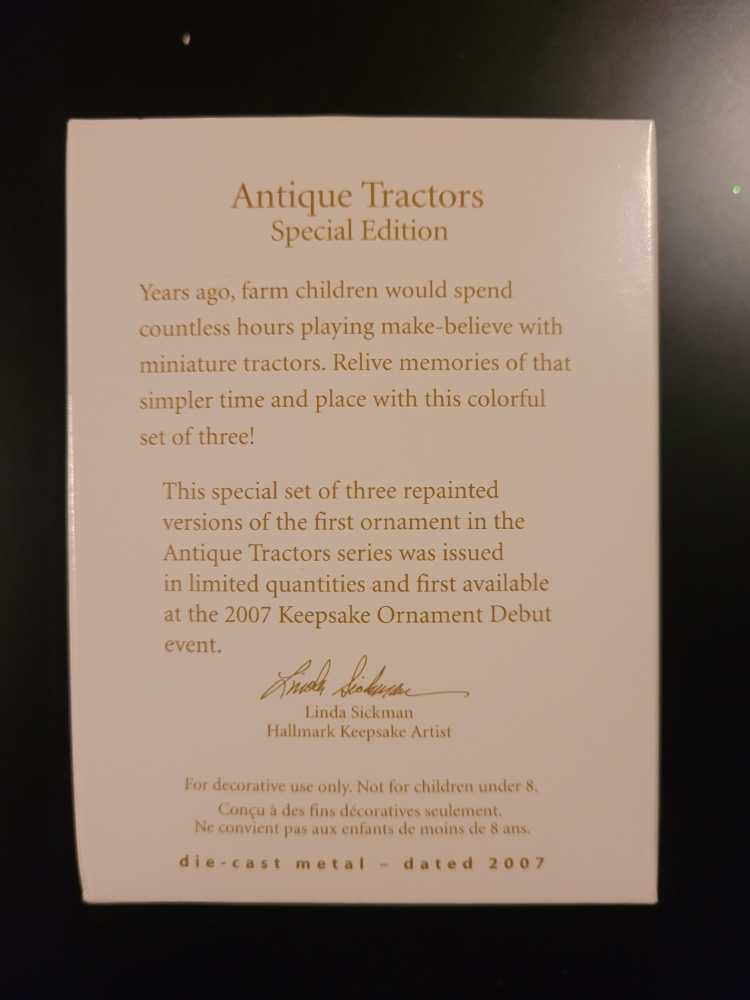 Antique Tractors
Special Edition
Years ago, farm children would spend
countless hours playing make-believe with
miniature tractors. Relive memories of that
simpler time and place with this colorful
set of three!
This special set of three repainted
versions of the first ornament in the
Antique Tractors series was issued
in limited quantities and first available
at the 2007 Keepsake Ornament Debut
event.
Linda Sickman
Linda Sickman
Hallmark Keepsake Artist
For decorative use only. Not for children under 8.
Conçu à des fins décoratives seulement.
Ne convient pas aux enfants de moins de 8 ans.
die-cast metal – dated 2007